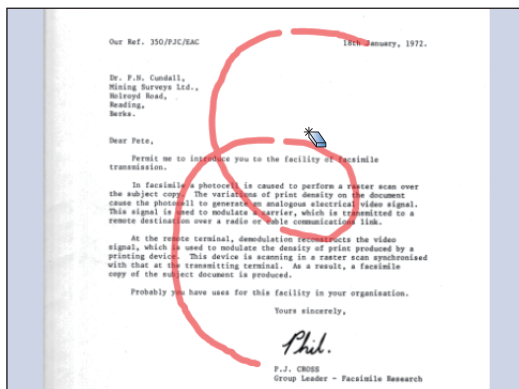 Our Ref. 350/PJC/EAC 18th January, 1972.
Dr. P.N. Cundall,
Mining Surveys Ltd.,
Holroyd Road,
Reading,
Berks.
Dear Pete,
Permit me to introduce you to the facility of facsimile
transmission.
In facsimile a photocell is caused to perform a raster scan over
the subject copy. The variations of print density on the document
cause the photocell to generate an analogous electrical video signal.
This signal is used to modulate a carrier, which is transmitted to a
remote destination over a radio or cable communications link.
At the remote terminal, demodulation reconstructs the video
signal, which is used to modulate the density of print produced by a
printing device. This device is scanning in a raster scan synchronised
with that at the transmitting terminal. As a result, a facsimile
copy of the subject document is produced.
Probably you have uses for this facility in your organisation.
Yours sincerely,
Phil.
P.J. CROSS
Group Leader - Facsimile Research